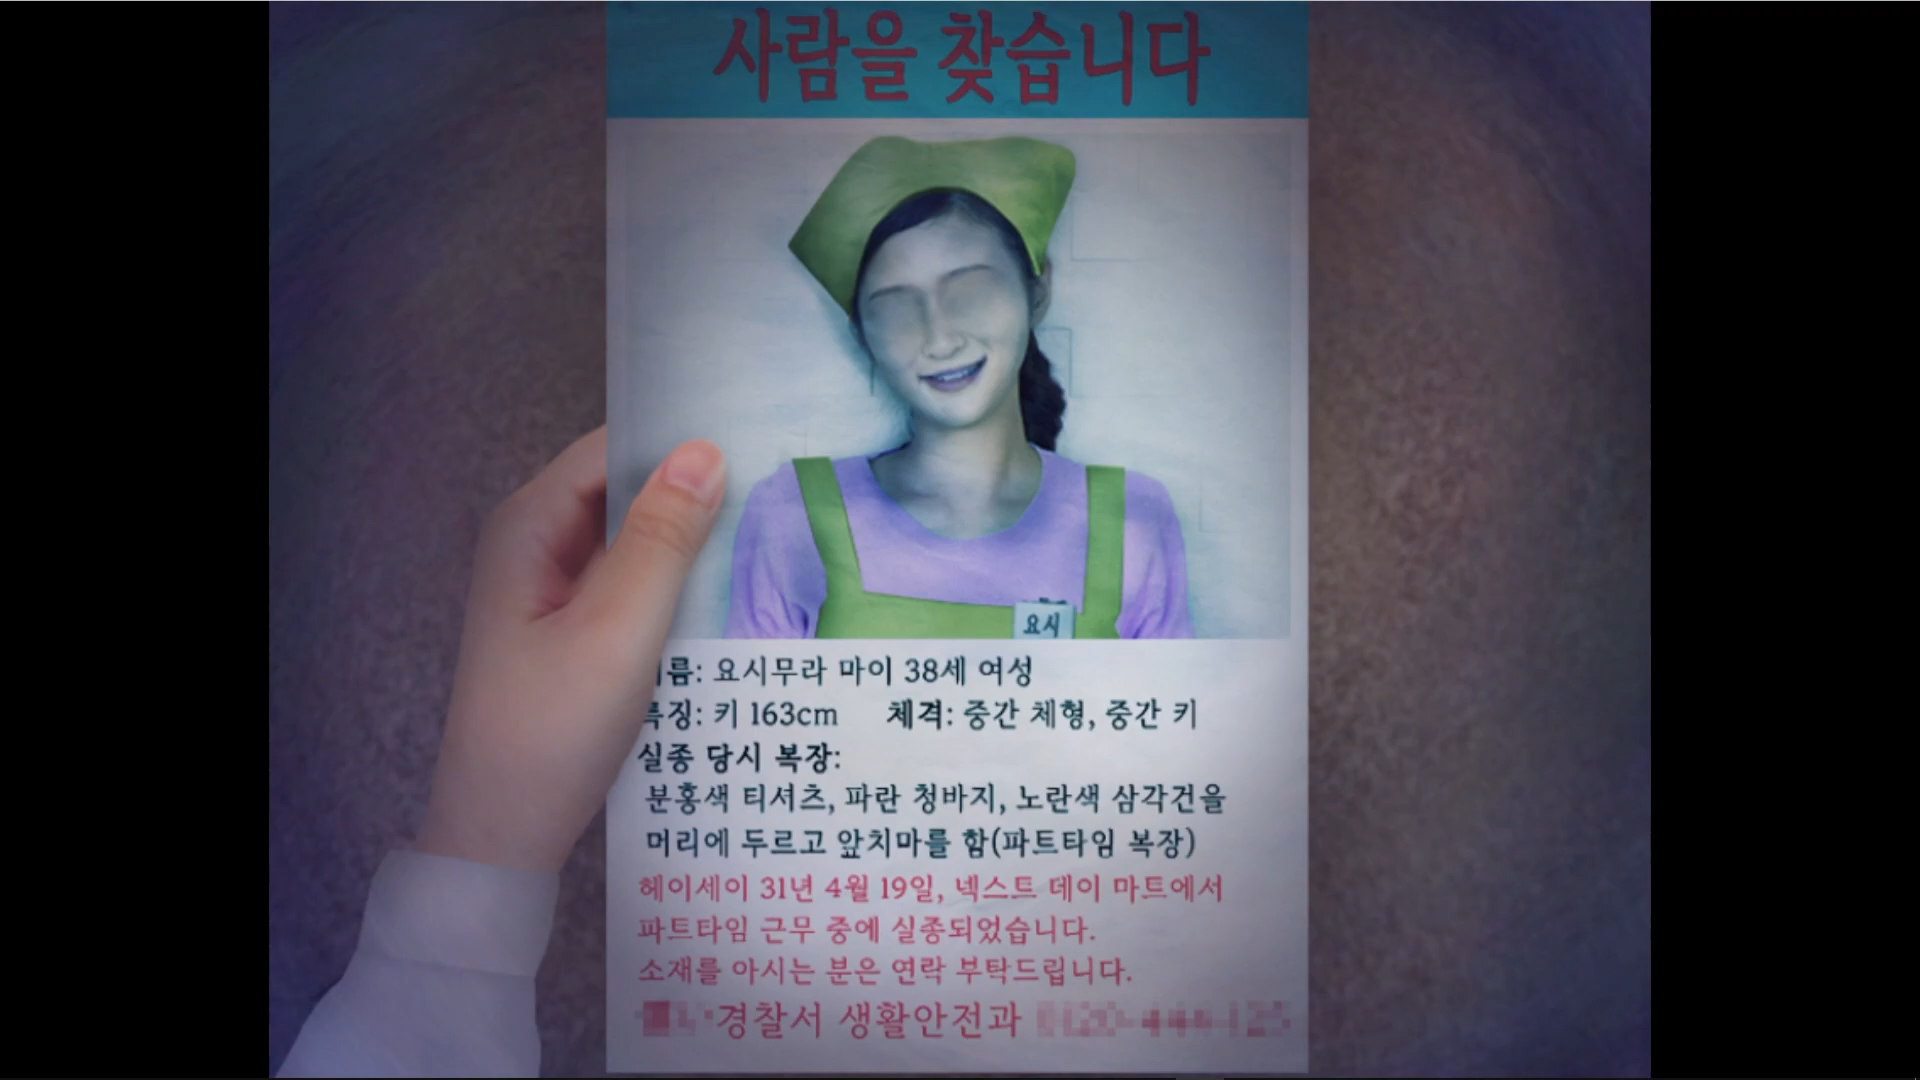 사람을 찾습니다
요시
름: 요시무라 마이 38세 여성
특징: 키 163cm 체격: 중간 체형, 중간 키
실종 당시 복장:
분홍색 티셔츠, 파란 청바지, 노란색 삼각건을
머리에 두르고 앞치마를 함(파트타임 복장)
헤이세이 31년 4월 19일, 넥스트 데이 마트에서
파트타임 근무 중에 실종되었습니다.
소재를 아시는 분은 연락 부탁드립니다.
경찰서 생활안전과